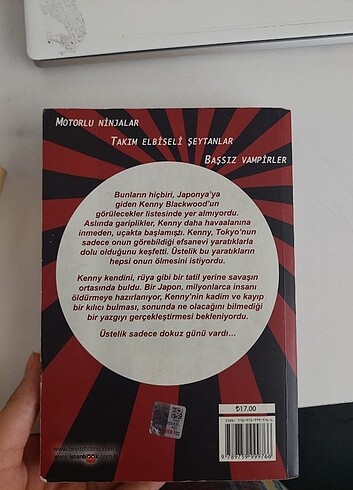 MOTORLU NİNJALAR
TAKIM ELBİSELİ ŞEYTANLAR
BAŞSIZ VAMPİRLER
Bunların hiçbiri, Japonya'ya
giden Kenny Blackwood'un
görülecekler listesinde yer almıyordu.
Aslında gariplikler, Kenny daha havaalanına
inmeden, uçakta başlamıştı. Kenny, Tokyo'nun
sadece onun görebildiği efsanevi yaratıklarla
dolu olduğunu keşfetti. Üstelik bu yaratıkların
hepsi onun ölmesini istiyordu.
Kenny kendini, rüya gibi bir tatil yerine savaşın
ortasında buldu. Bir Japon, milyonlarca insanı
öldürmeye hazırlanıyor, Kenny'nin kadim ve kayıp
bir kılıcı bulması, sonunda ne olacağını bilmediği
bir yazgıyı gerçekleştirmesi bekleniyordu.
Üstelik sadece dokuz günü vardı...
₺17.00
9 789759 999766